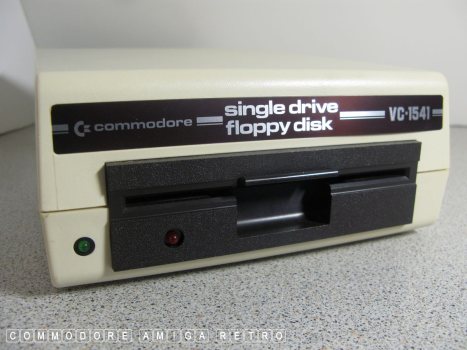 commodore
single drive
floppy disk
VC-1541
COMMODORE AMIGA RETRO